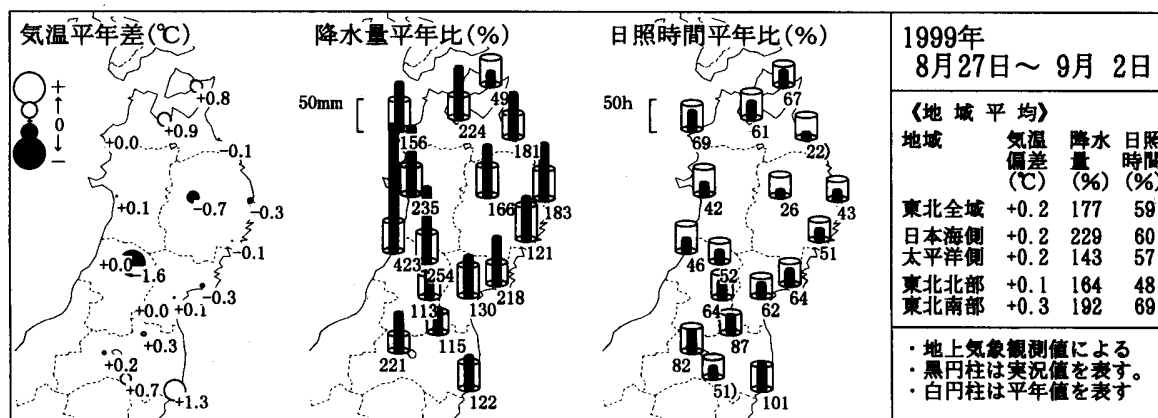 気温平年差(℃)
+
↑
0
↓
−
+0.8
+0.9
+0.0
−0.1
+0.1
−0.7
−0.3
−0.1
+0.0
−1.6
−0.3
+0.0
+0.1
+0.3
+0.2
+0.7
+1.3
降水量平年比(%)
50mm
49
156
224
181
235
166
183
121
423
254
218
113
130
115
221
122
日照時間平年比(%)
50h
67
69
61
22)
42
26
43
51
46
52
64
64
62
87
82
51)
101
1999年
8月27日〜 9月 2日
《地 域 平 均》
地域 気温 降水 日照
偏差 量 時間
(℃) (%) (%)
東北全域 +0.2 177 59
日本海側 +0.2 229 60
太平洋側 +0.2 143 57
東北北部 +0.1 164 48
東北南部 +0.3 192 69
・地上気象観測値による
・黒円柱は実況値を表す。
・白円柱は平年値を表す